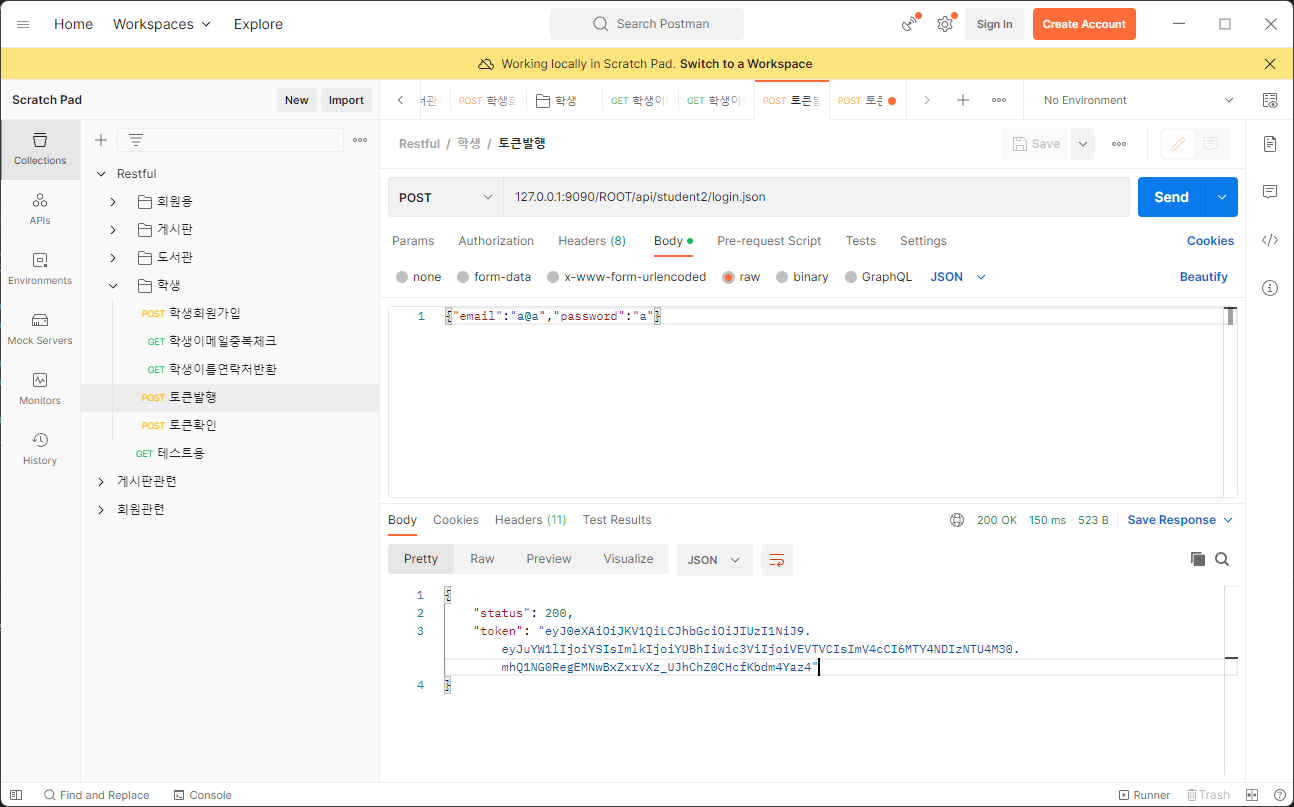 Home Workspaces Explore Search Postman Sign In Create Account
Working locally in Scratch Pad. Switch to a Workspace
Scratch Pad New Import
POST 학생회 학생 GET 학생이 GET 학생이 POST 토큰발 POST 토큰 No Environment
Collections
APIs
Environments
Mock Servers
Monitors
History
Restful
회원용
게시판
도서관
학생
POST 학생회원가입
GET 학생이메일중복체크
GET 학생이름연락처반환
POST 토큰발행
POST 토큰확인
GET 테스트용
게시판관련
회원관련
Restful / 학생 / 토큰발행 Save
POST 127.0.0.1:9090/ROOT/api/student2/login.json Send
Params Authorization Headers (8) Body Pre-request Script Tests Settings Cookies
none form-data x-www-form-urlencoded raw binary GraphQL JSON Beautify
1 {"email":"a@a","password":"a"}
Body Cookies Headers (11) Test Results 200 OK 150 ms 523 B Save Response
Pretty Raw Preview Visualize JSON
1 {
2 "status": 200,
3 "token": "eyJ0eXAiOiJKV1QiLCJhbGciOiJIUzI1NiJ9.
eyJuYW1lIjoiYSIsImlkIjoiYUBhIiwic3ViIjoiVEVTVCIsImV4cCI6MTY4NDIzNTU4M30.
mhQ1NG0RegEMNwBxZxrvXz_UJhChZ0CHcfKbdm4Yaz4"
4 }
Find and Replace Console Runner Trash